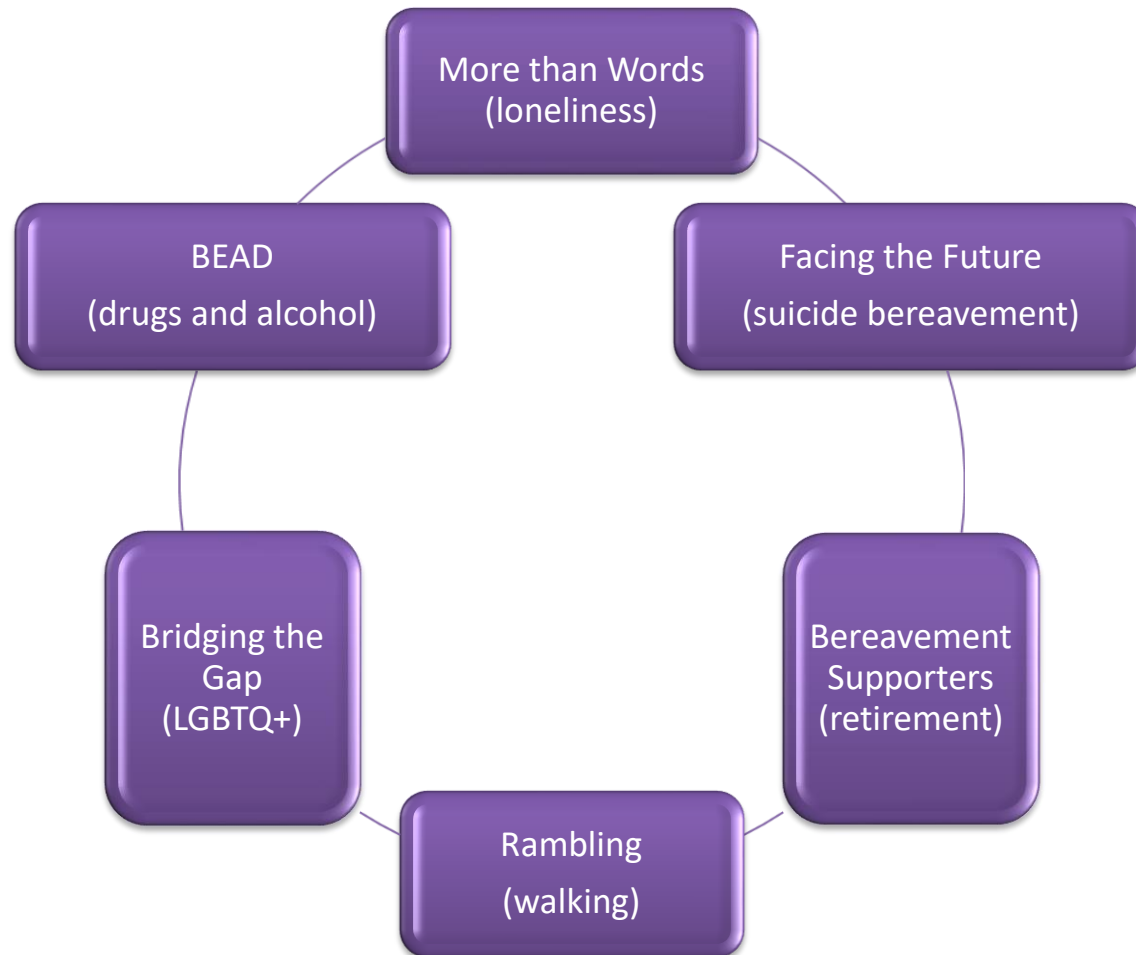 More than Words
(loneliness)
BEAD
(drugs and alcohol)
Facing the Future
(suicide bereavement)
Bridging the
Gap
(LGBTQ+)
Bereavement
Supporters
(retirement)
Rambling
(walking)